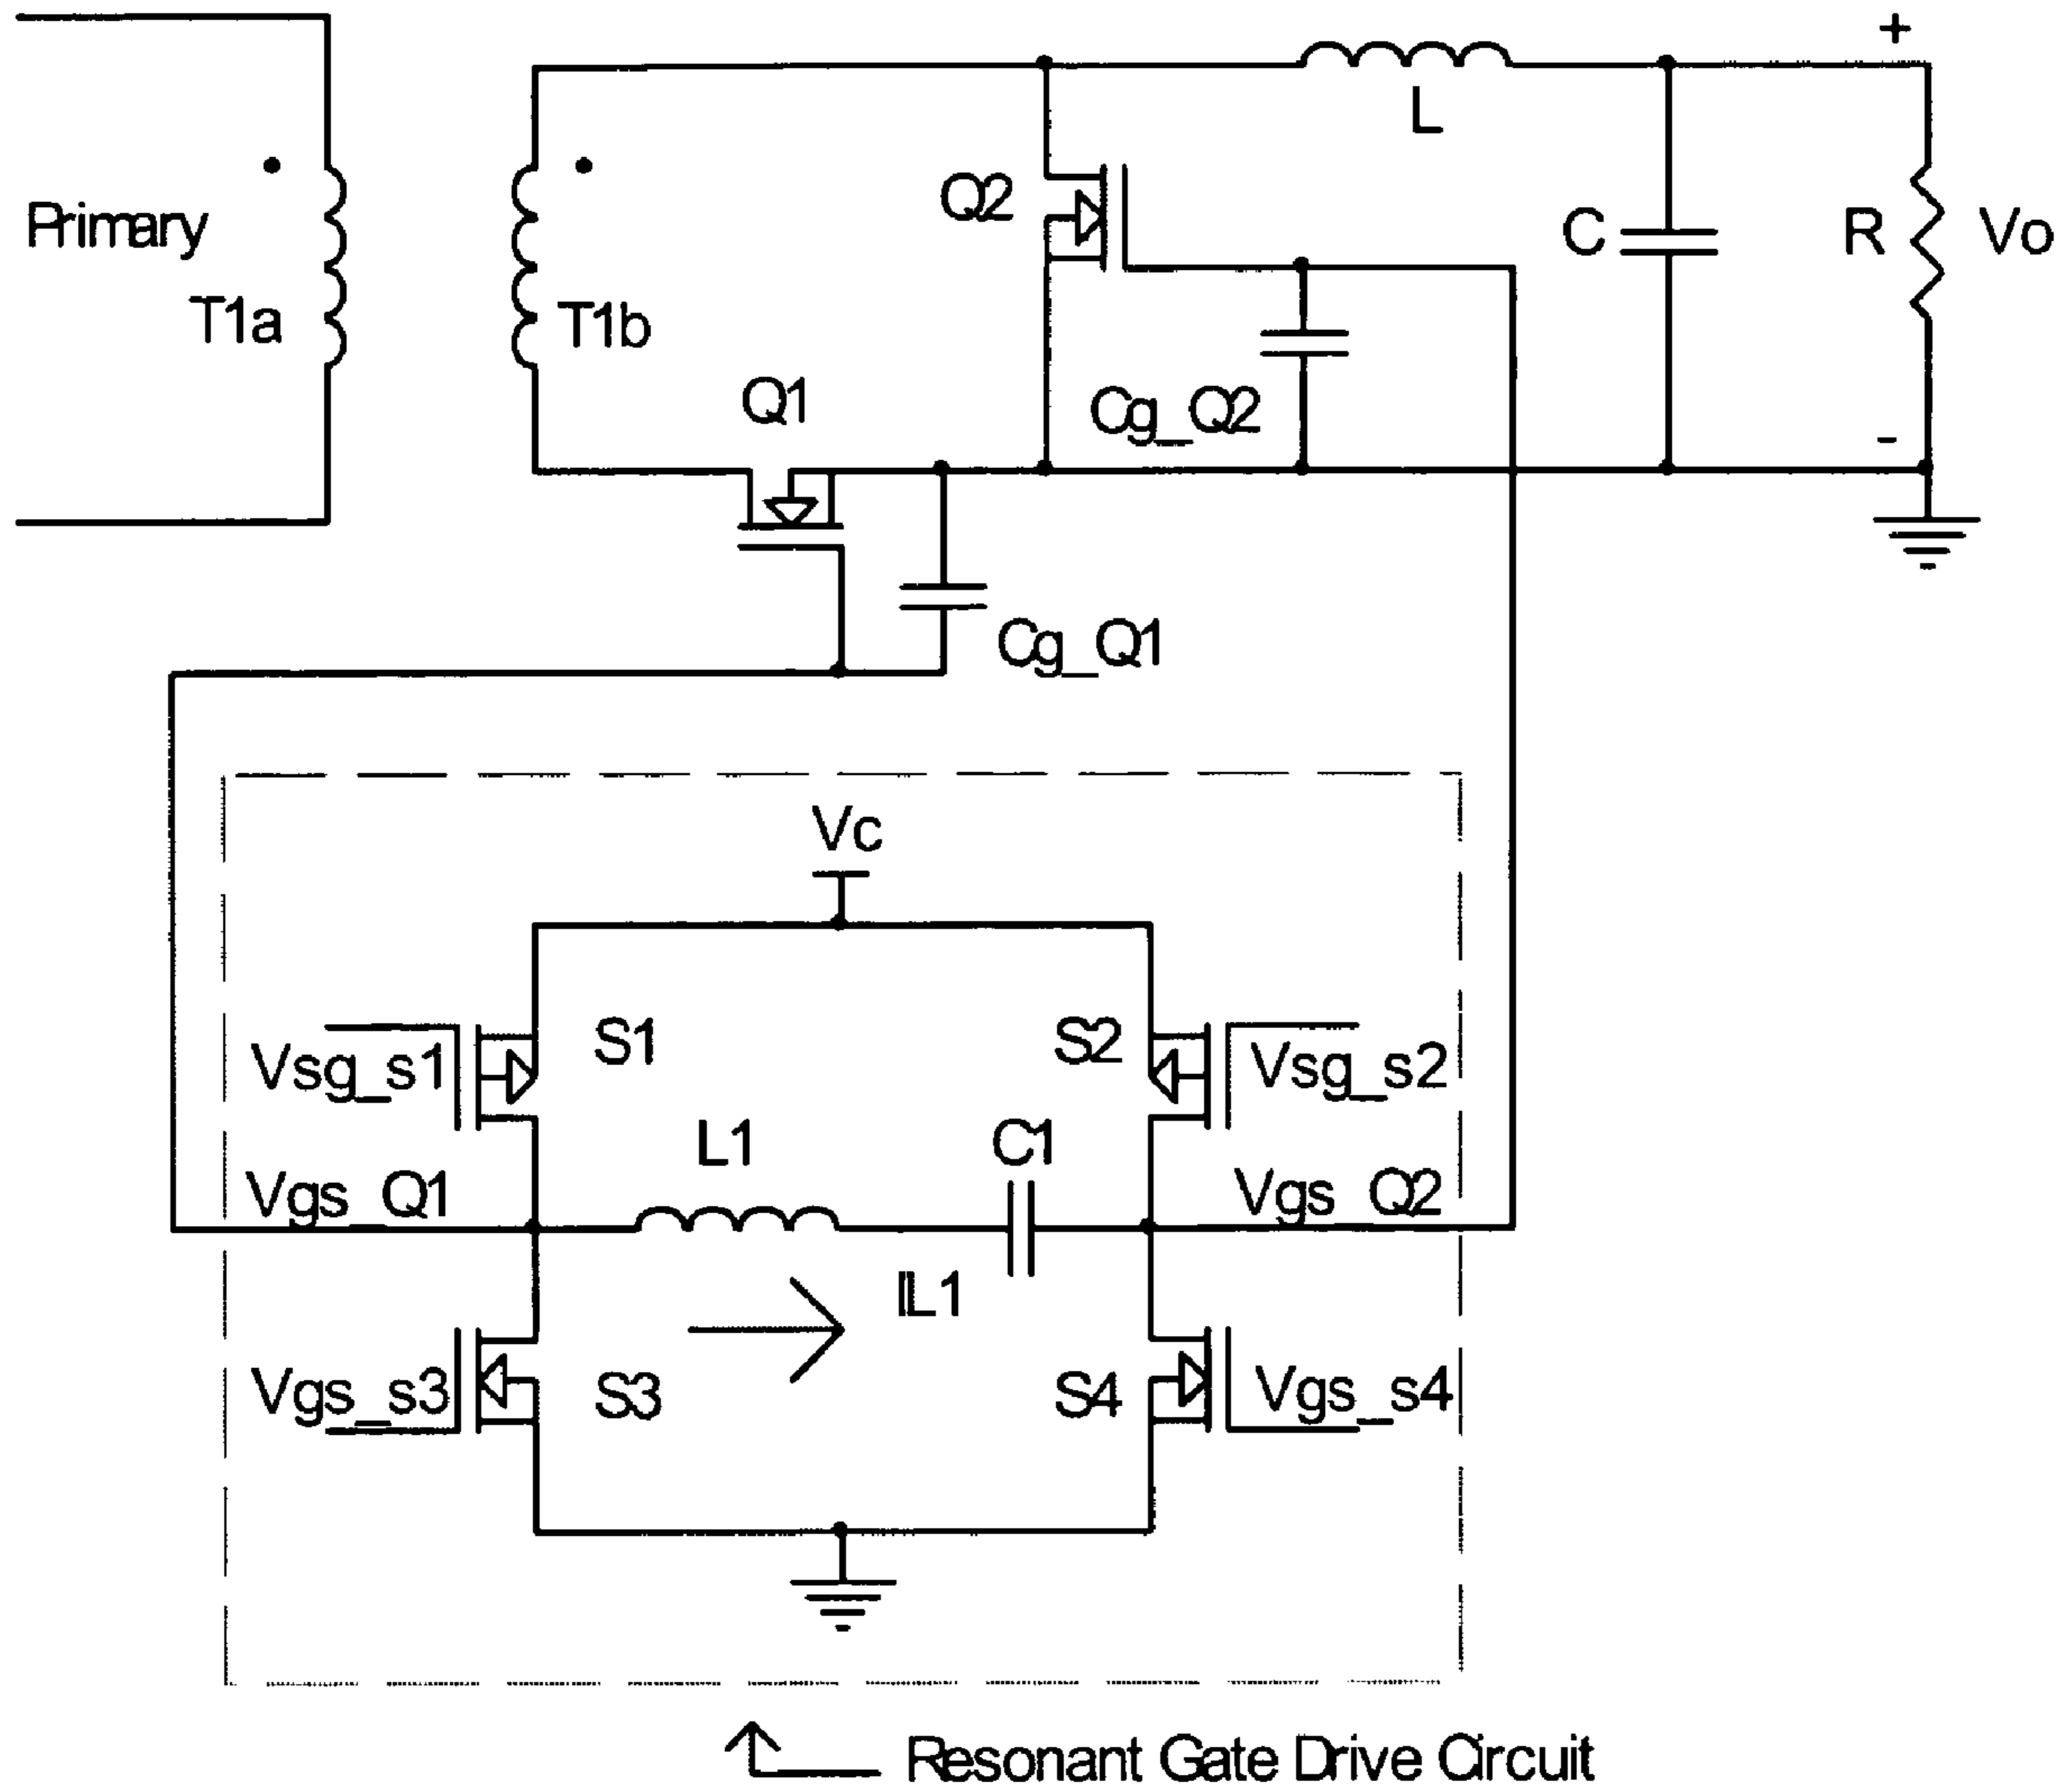 +
L
Q2
Primary
C
R
Vo
T1a
T1b
Q1
Cg_Q2
-
Cg_Q1
Vc
S1
S2
Vsg_s1
Vsg_s2
L1
C1
Vgs_Q1
Vgs_Q2
IL1
Vgs_s3
S3
S4
Vgs_s4
Resonant Gate Drive Circuit